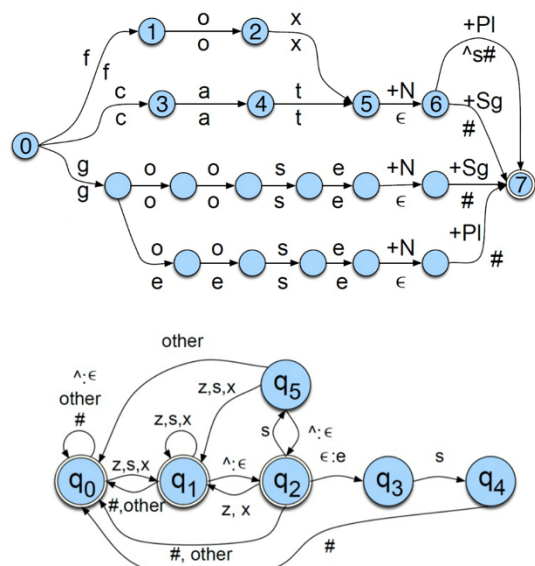 f o x
f o x
1 2
c a t +N +Pl
c a t ϵ ^s#
0 3 4 5 6 +Sg
#
g o o s e +N +Sg
g o o s e ϵ #
7
o o s e +N +Pl
e e s e ϵ #
other
^:ϵ
other
#
z,s,x
z,s,x
z,s,x
#,other
^:ϵ
z, x
s
^:ϵ
ϵ:e
s
q5
q0 q1 q2 q3 q4
#, other
#